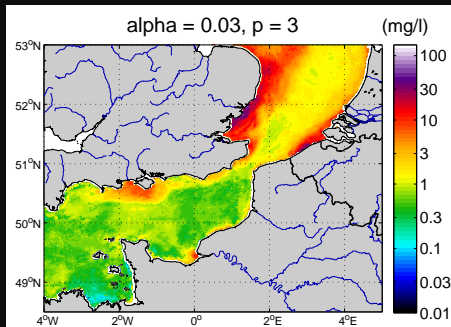 alpha = 0.03, p = 3
(mg/l)
53°N
52°N
51°N
50°N
49°N
4°W
2°W
0°
2°E
4°E
100
30
10
3
1
0.3
0.1
0.03
0.01